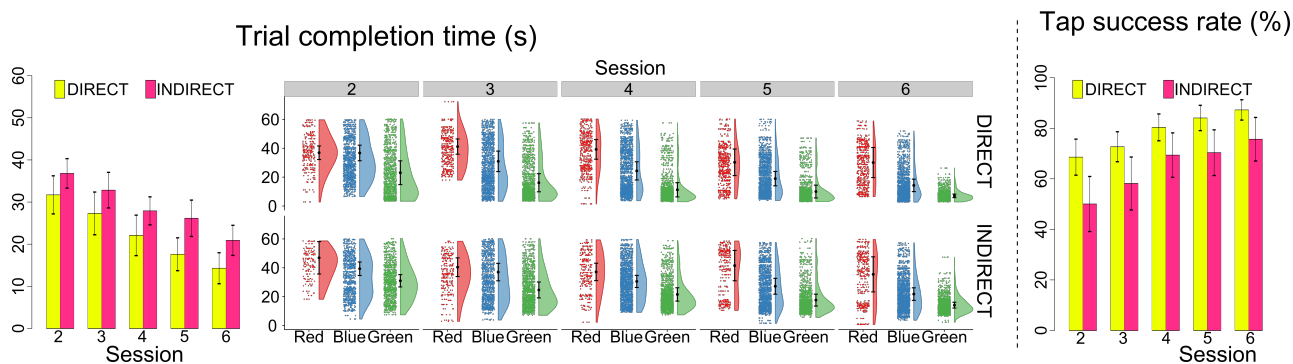 Trial completion time (s)
Tap success rate (%)
DIRECT INDIRECT
0 10 20 30 40 50 60
2 3 4 5 6
Session
Session
2 3 4 5 6
60
40
20
0
DIRECT
60
40
20
0
INDIRECT
Red Blue Green Red Blue Green Red Blue Green Red Blue Green Red Blue Green
DIRECT INDIRECT
0 20 40 60 80 100
2 3 4 5 6
Session